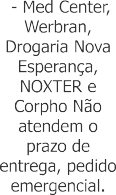 - Med Center,
Werbran,
Drogaria Nova
Esperança,
NOXTER e
Corpho Não
atendem o
prazo de
entrega, pedido
emergencial.